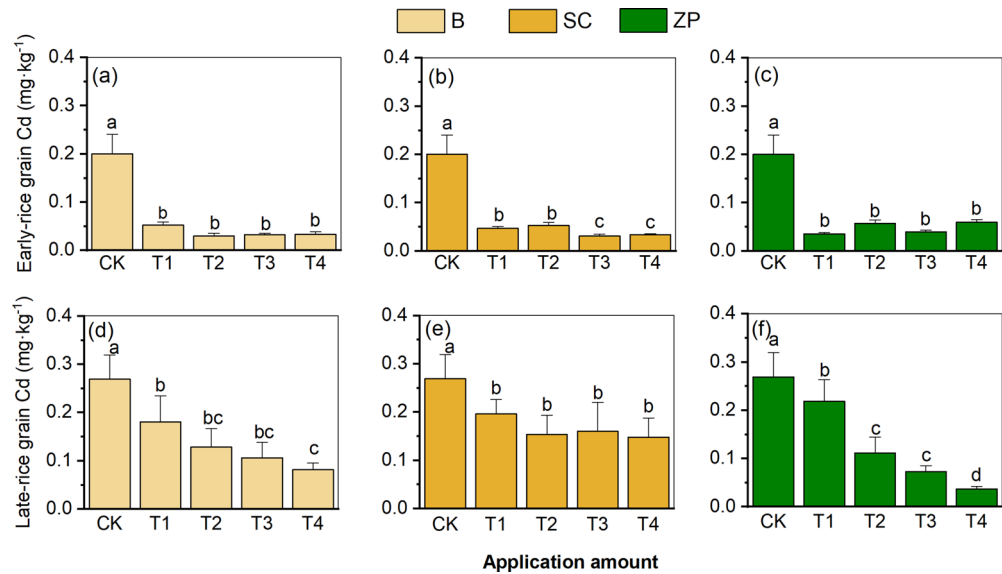 B SC ZP
Early-rice grain Cd (mg·kg⁻¹)
(a)
0.4
0.3
0.2
0.1
0.0
a b b b b
CK T1 T2 T3 T4
(b)
0.4
0.3
0.2
0.1
0.0
a b b c c
CK T1 T2 T3 T4
(c)
0.4
0.3
0.2
0.1
0.0
a b b b b
CK T1 T2 T3 T4
Late-rice grain Cd (mg·kg⁻¹)
(d)
0.4
0.3
0.2
0.1
0.0
a b bc bc c
CK T1 T2 T3 T4
(e)
0.4
0.3
0.2
0.1
0.0
a b b b b
CK T1 T2 T3 T4
(f)
0.4
0.3
0.2
0.1
0.0
a b c c d
CK T1 T2 T3 T4
Application amount